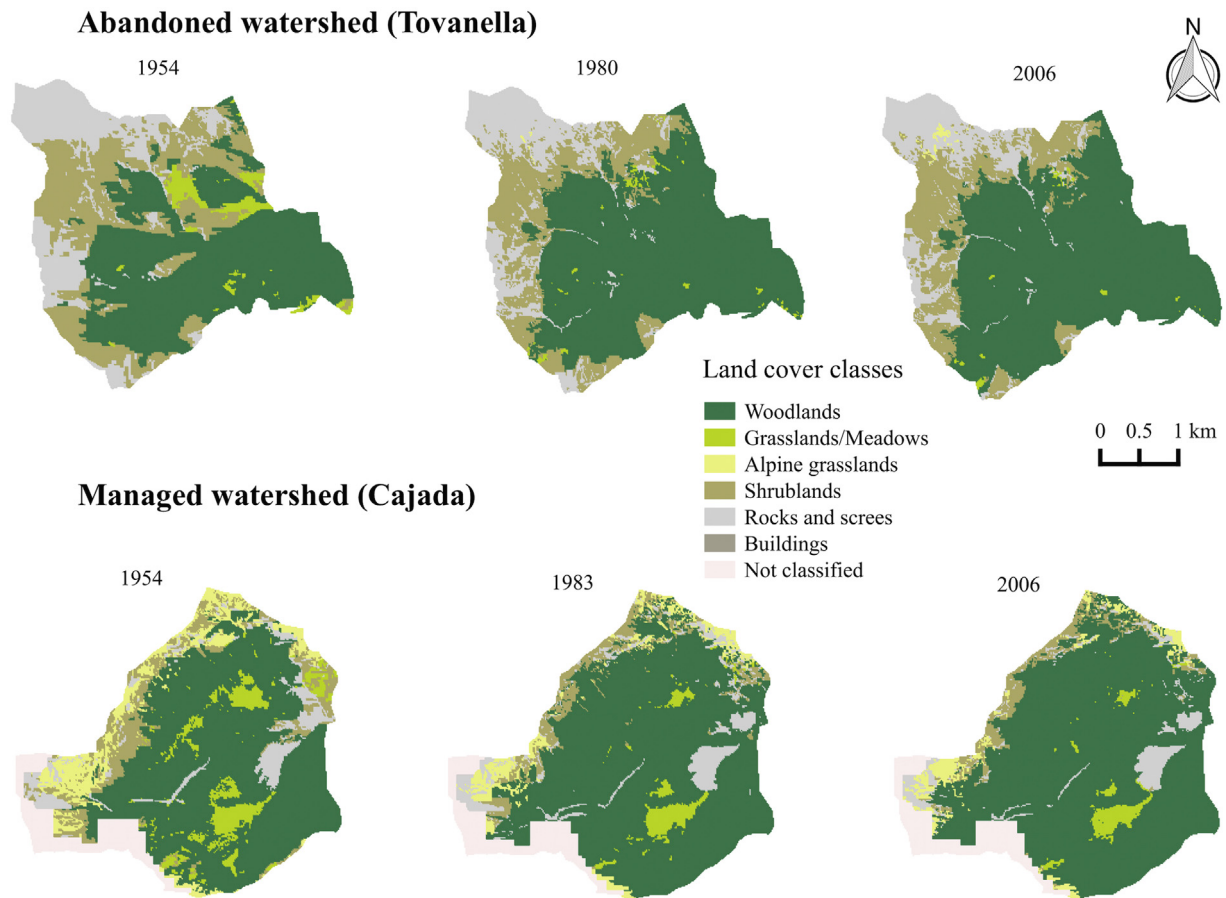 Abandoned watershed (Tovanella)
N
1954
1980
2006
Land cover classes
Woodlands
Grasslands/Meadows
Alpine grasslands
Shrublands
Rocks and screes
Buildings
Not classified
0 0.5 1 km
Managed watershed (Cajada)
1954
1983
2006